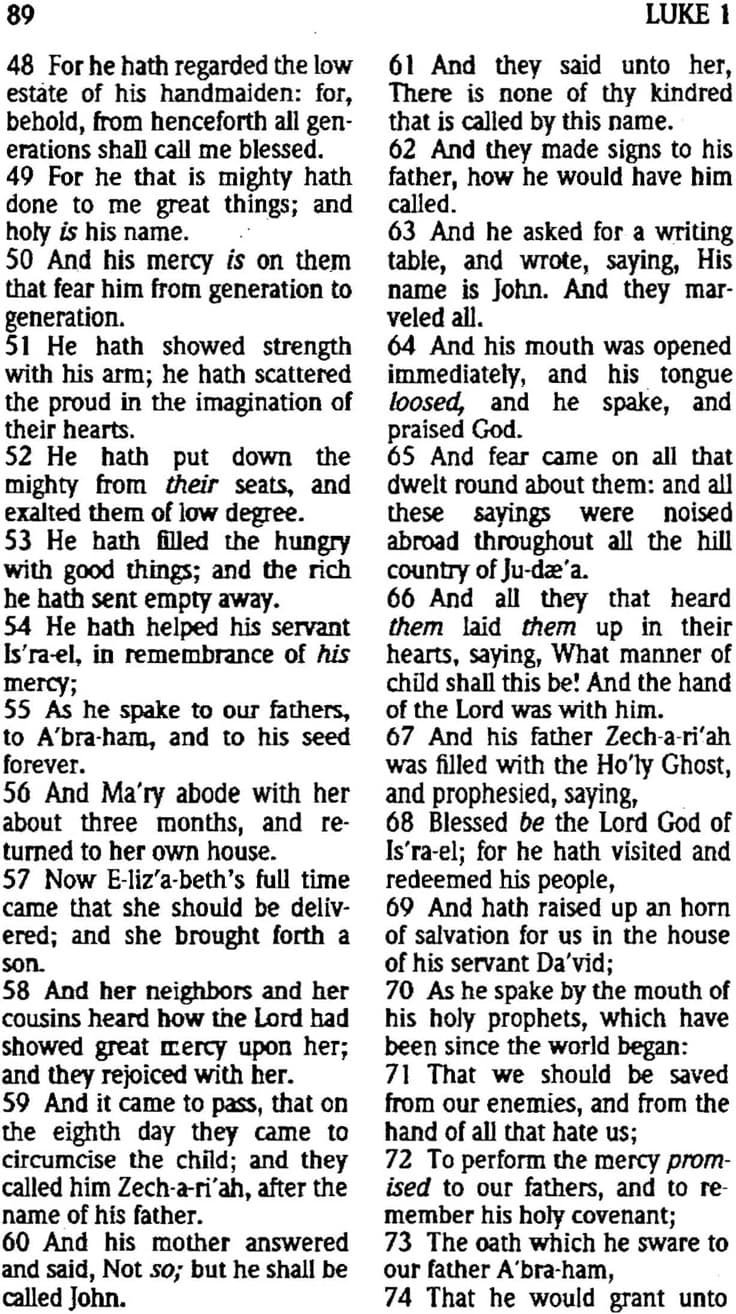 89
LUKE 1
48 For he hath regarded the low
estate of his handmaiden: for,
behold, from henceforth all gen-
erations shall call me blessed.
49 For he that is mighty hath
done to me great things; and
holy is his name.
50 And his mercy is on them
that fear him from generation to
generation.
51 He hath showed strength
with his arm; he hath scattered
the proud in the imagination of
their hearts.
52 He hath put down the
mighty from their seats, and
exalted them of low degree.
53 He hath filled the hungry
with good things; and the rich
he hath sent empty away.
54 He hath helped his servant
Is′ra-el, in remembrance of his
mercy;
55 As he spake to our fathers,
to A′bra-ham, and to his seed
forever.
56 And Ma′ry abode with her
about three months, and re-
turned to her own house.
57 Now E-liz′a-beth's full time
came that she should be deliv-
ered; and she brought forth a
son.
58 And her neighbors and her
cousins heard how the Lord had
showed great mercy upon her;
and they rejoiced with her.
59 And it came to pass, that on
the eighth day they came to
circumcise the child; and they
called him Zech-a-ri′ah, after the
name of his father.
60 And his mother answered
and said, Not so; but he shall be
called John.
61 And they said unto her,
There is none of thy kindred
that is called by this name.
62 And they made signs to his
father, how he would have him
called.
63 And he asked for a writing
table, and wrote, saying, His
name is John. And they mar-
veled all.
64 And his mouth was opened
immediately, and his tongue
loosed, and he spake, and
praised God.
65 And fear came on all that
dwelt round about them: and all
these sayings were noised
abroad throughout all the hill
country of Ju-dæ′a.
66 And all they that heard
them laid them up in their
hearts, saying, What manner of
child shall this be! And the hand
of the Lord was with him.
67 And his father Zech-a-ri′ah
was filled with the Ho′ly Ghost,
and prophesied, saying,
68 Blessed be the Lord God of
Is′ra-el; for he hath visited and
redeemed his people,
69 And hath raised up an horn
of salvation for us in the house
of his servant Da′vid;
70 As he spake by the mouth of
his holy prophets, which have
been since the world began:
71 That we should be saved
from our enemies, and from the
hand of all that hate us;
72 To perform the mercy prom-
ised to our fathers, and to re-
member his holy covenant;
73 The oath which he sware to
our father A′bra-ham,
74 That he would grant unto